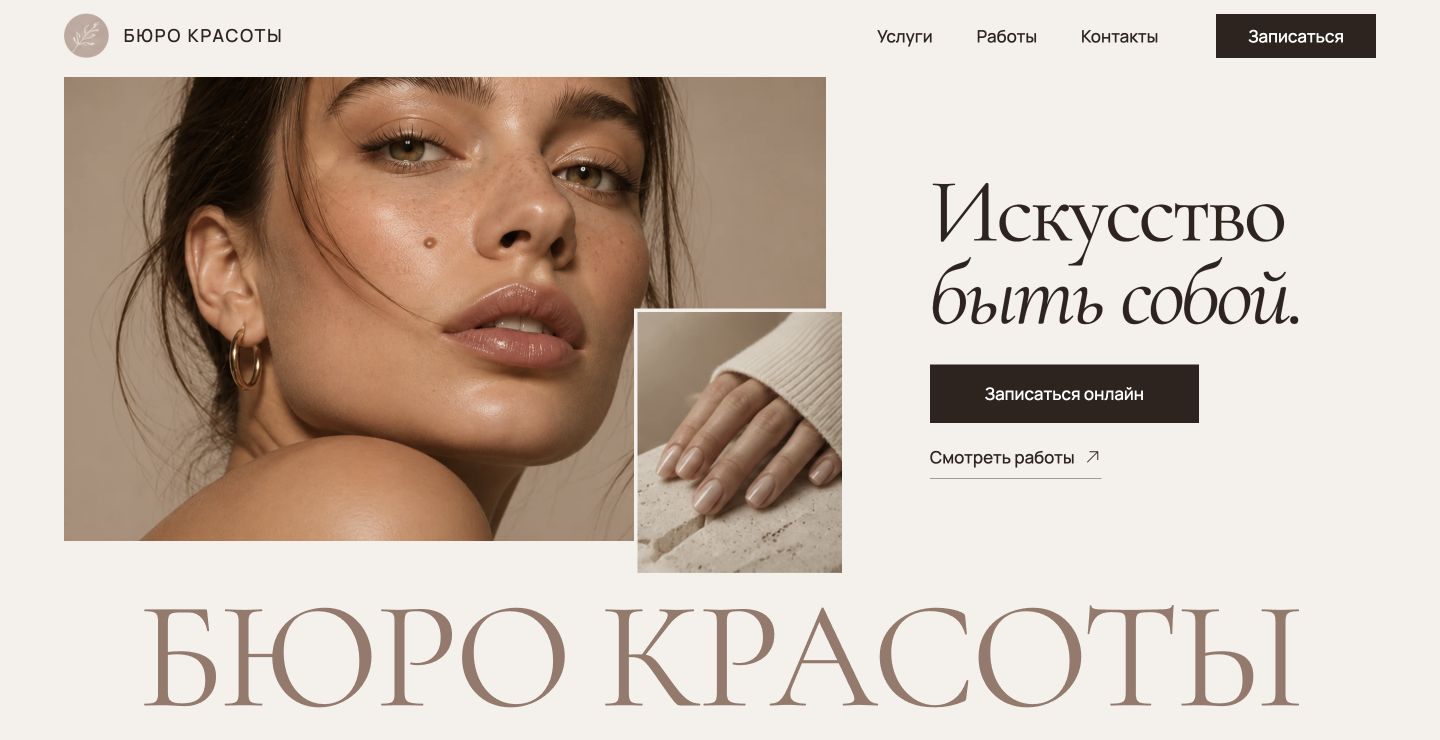 БЮРО КРАСОТЫ
Услуги
Работы
Контакты
Записаться
Искусство
быть собой.
Записаться онлайн
Смотреть работы
БЮРО КРАСОТЫ